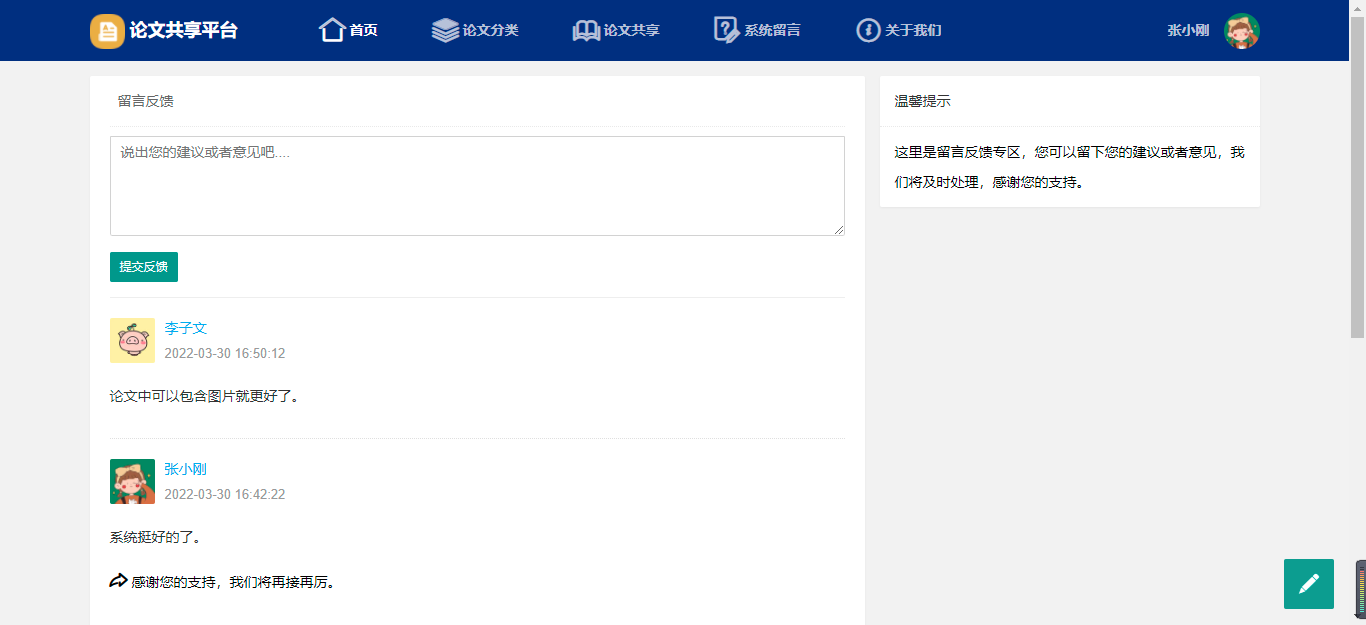 论文共享平台
首页
论文分类
论文共享
系统留言
关于我们
张小刚
留言反馈
说出您的建议或者意见吧....
提交反馈
李子文
2022-03-30 16:50:12
论文中可以包含图片就更好了。
张小刚
2022-03-30 16:42:22
系统挺好的了。
感谢您的支持，我们将再接再厉。
温馨提示
这里是留言反馈专区，您可以留下您的建议或者意见，我
们将及时处理，感谢您的支持。